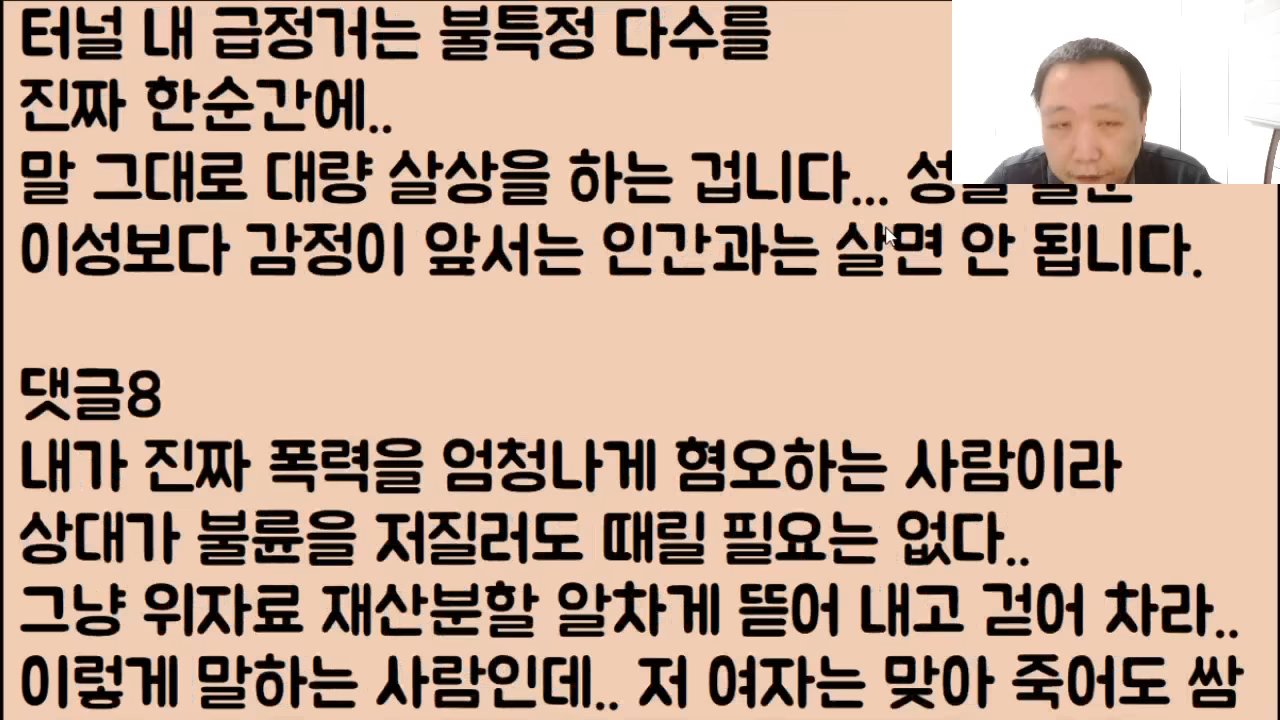 터널 내 급정거는 불특정 다수를
진짜 한순간에..
말 그대로 대량 살상을 하는 겁니다...
이성보다 감정이 앞서는 인간과는 살면 안 됩니다.
댓글8
내가 진짜 폭력을 엄청나게 혐오하는 사람이라
상대가 불륜을 저질러도 때릴 필요는 없다..
그냥 위자료 재산분할 알차게 뜯어 내고 걷어 차라..
이렇게 말하는 사람인데.. 저 여자는 맞아 죽어도 쌈